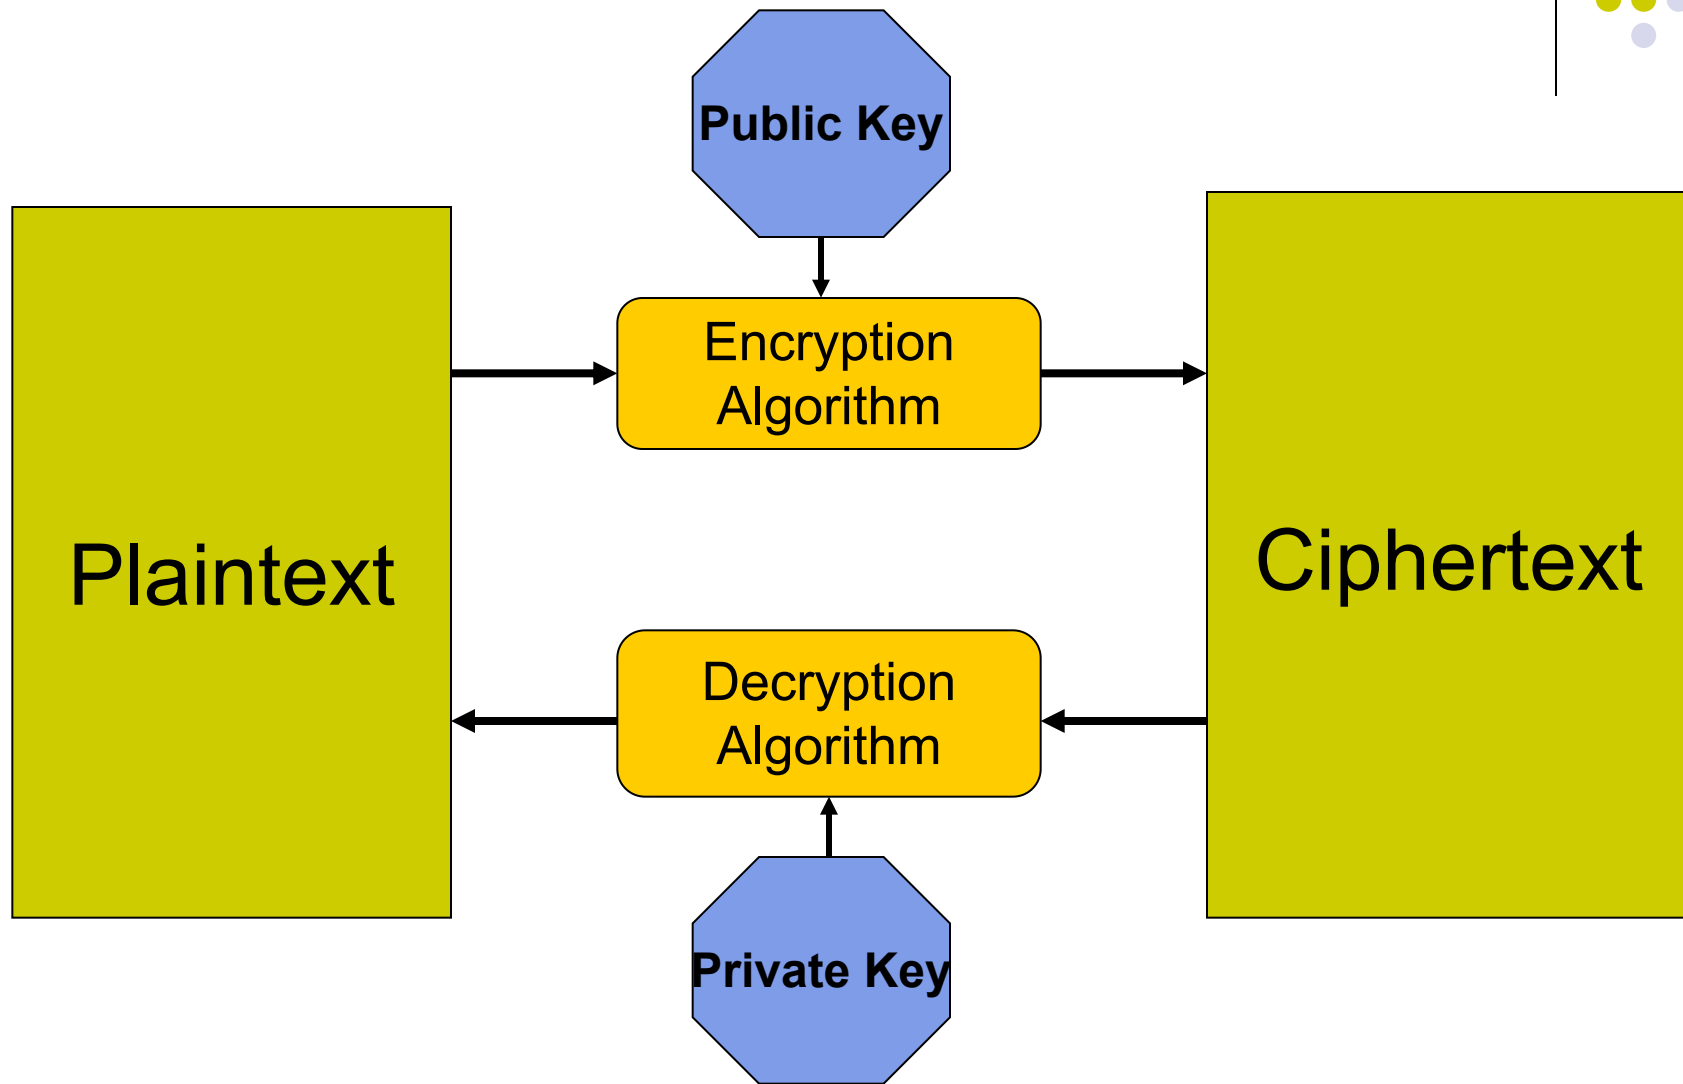 Public Key
Encryption
Algorithm
Plaintext
Ciphertext
Decryption
Algorithm
Private Key